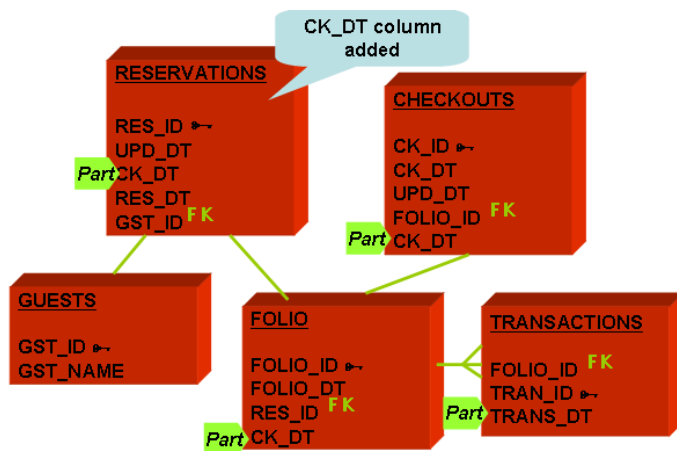 CK_DT column
added
RESERVATIONS
RES_ID
UPD_DT
Part CK_DT
RES_DT
GST_ID FK
CHECKOUTS
CK_ID
CK_DT
UPD_DT
FOLIO_ID FK
Part CK_DT
GUESTS
GST_ID
GST_NAME
FOLIO
FOLIO_ID
FOLIO_DT
RES_ID FK
Part CK_DT
TRANSACTIONS
FOLIO_ID FK
TRAN_ID
Part TRANS_DT